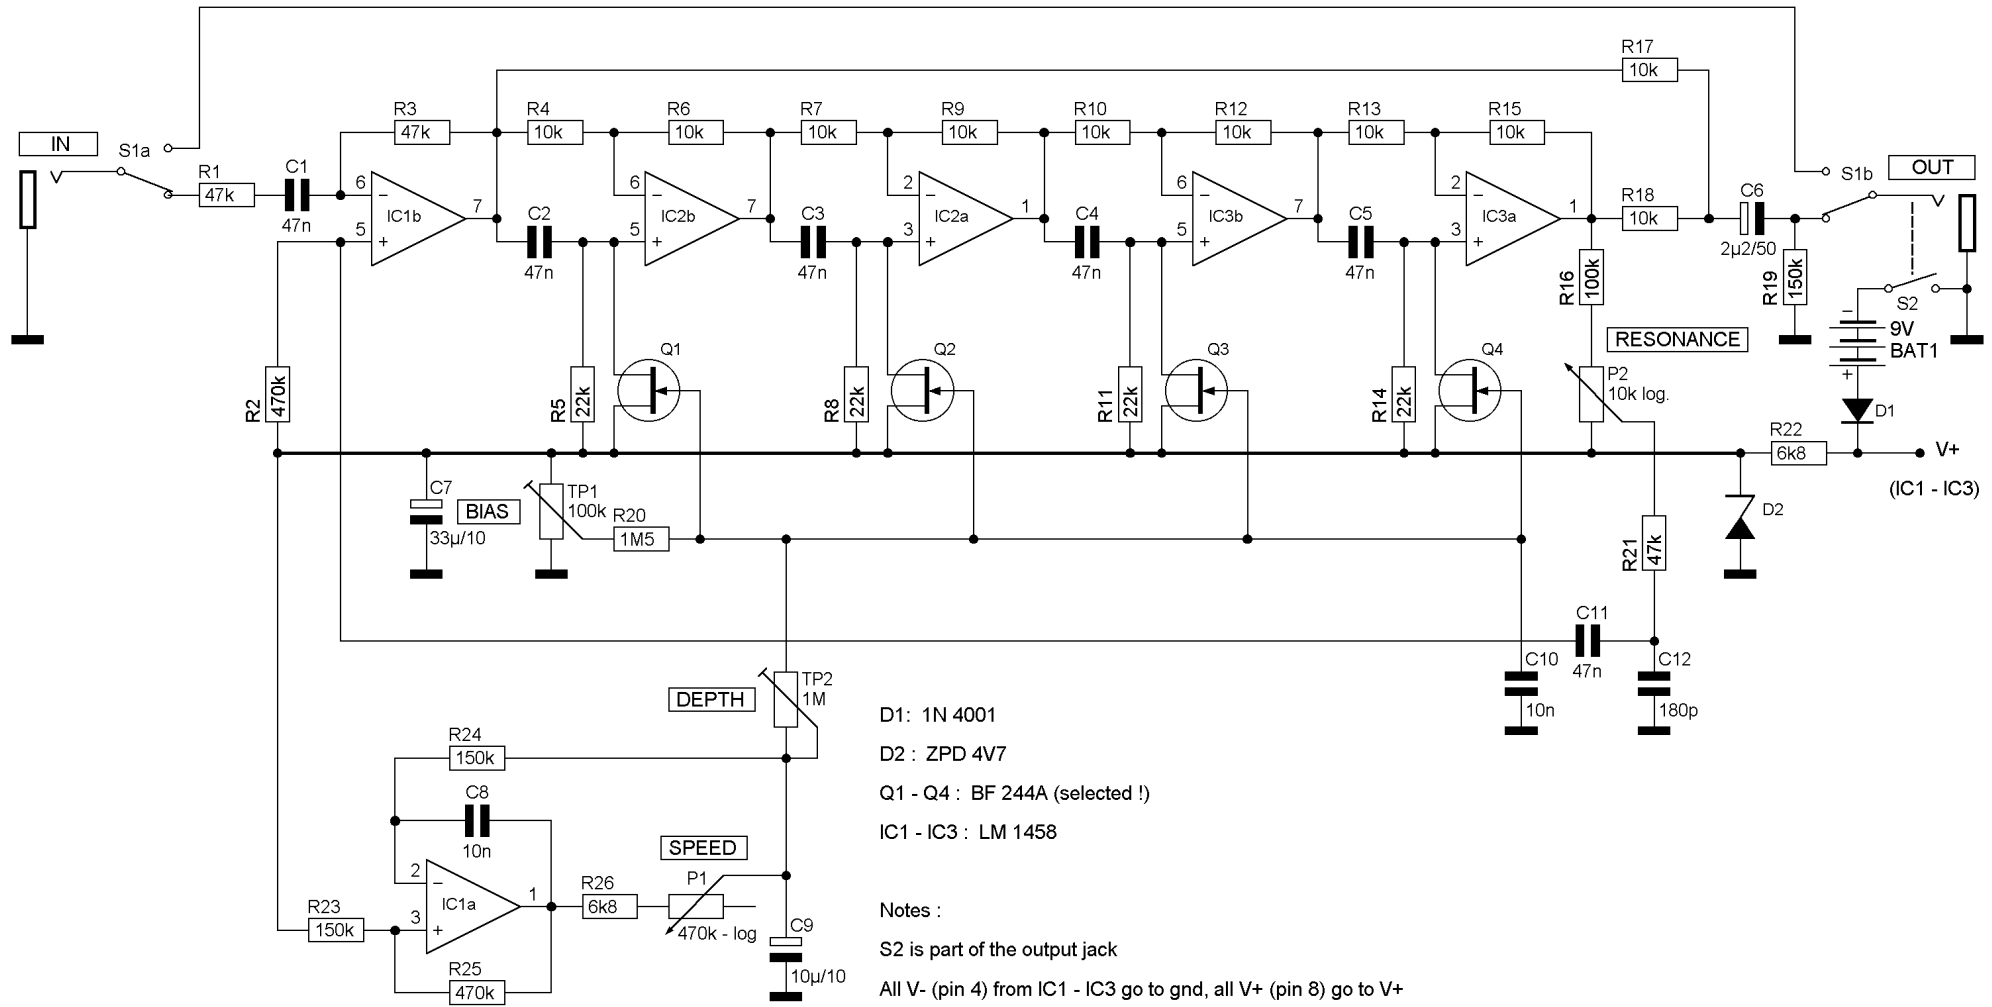 R17
10k
R3
47k
R4
10k
R6
10k
R7
10k
R9
10k
R10
10k
R12
10k
R13
10k
R15
10k
IN
S1a
R1
47k
C1
47n
6
−
IC1b
7
5
+
C2
47n
6
−
IC2b
7
5
+
C3
47n
2
−
IC2a
1
3
+
C4
47n
6
−
IC3b
7
5
+
C5
47n
2
−
IC3a
1
3
+
R18
10k
C6
2µ2/50
S1b
OUT
R16
100k
R19
150k
S2
−
9V
BAT1
+
R2
470k
R5
22k
Q1
R8
22k
Q2
R11
22k
Q3
R14
22k
Q4
RESONANCE
P2
10k log.
D1
R22
6k8
V+
(IC1 - IC3)
C7
33µ/10
BIAS
TP1
100k
R20
1M5
D2
R21
47k
C11
47n
C10
10n
C12
180p
DEPTH
TP2
1M
R24
150k
C8
10n
SPEED
P1
470k - log
R26
6k8
2
−
IC1a
1
3
+
R23
150k
R25
470k
C9
10µ/10
D1: 1N 4001
D2 : ZPD 4V7
Q1 - Q4 : BF 244A (selected !)
IC1 - IC3 : LM 1458
Notes :
S2 is part of the output jack
All V- (pin 4) from IC1 - IC3 go to gnd, all V+ (pin 8) go to V+